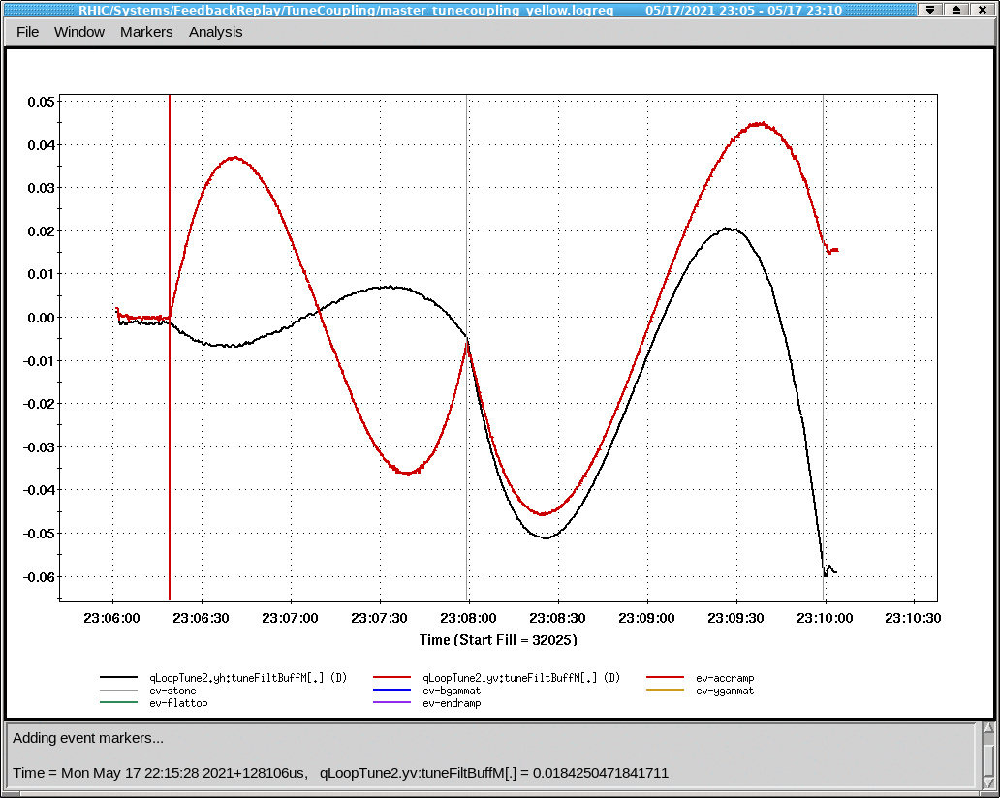 RHIC/Systems/FeedbackReplay/TuneCoupling/master_tunecoupling_yellow.logreq 05/17/2021 23:05 - 05/17 23:10
File Window Markers Analysis
0.05
0.04
0.03
0.02
0.01
0.00
-0.01
-0.02
-0.03
-0.04
-0.05
-0.06
23:06:00 23:06:30 23:07:00 23:07:30 23:08:00 23:08:30 23:09:00 23:09:30 23:10:00 23:10:30
Time (Start Fill = 32025)
qLoopTune2.yh:tuneFiltBuffM[.] (D) qLoopTune2.yv:tuneFiltBuffM[.] (D) ev-accramp
ev-stone ev-bgammat ev-ygammat
ev-flattop ev-endramp
Adding event markers...
Time = Mon May 17 22:15:28 2021+128106us, qLoopTune2.yv:tuneFiltBuffM[.] = 0.0184250471841711